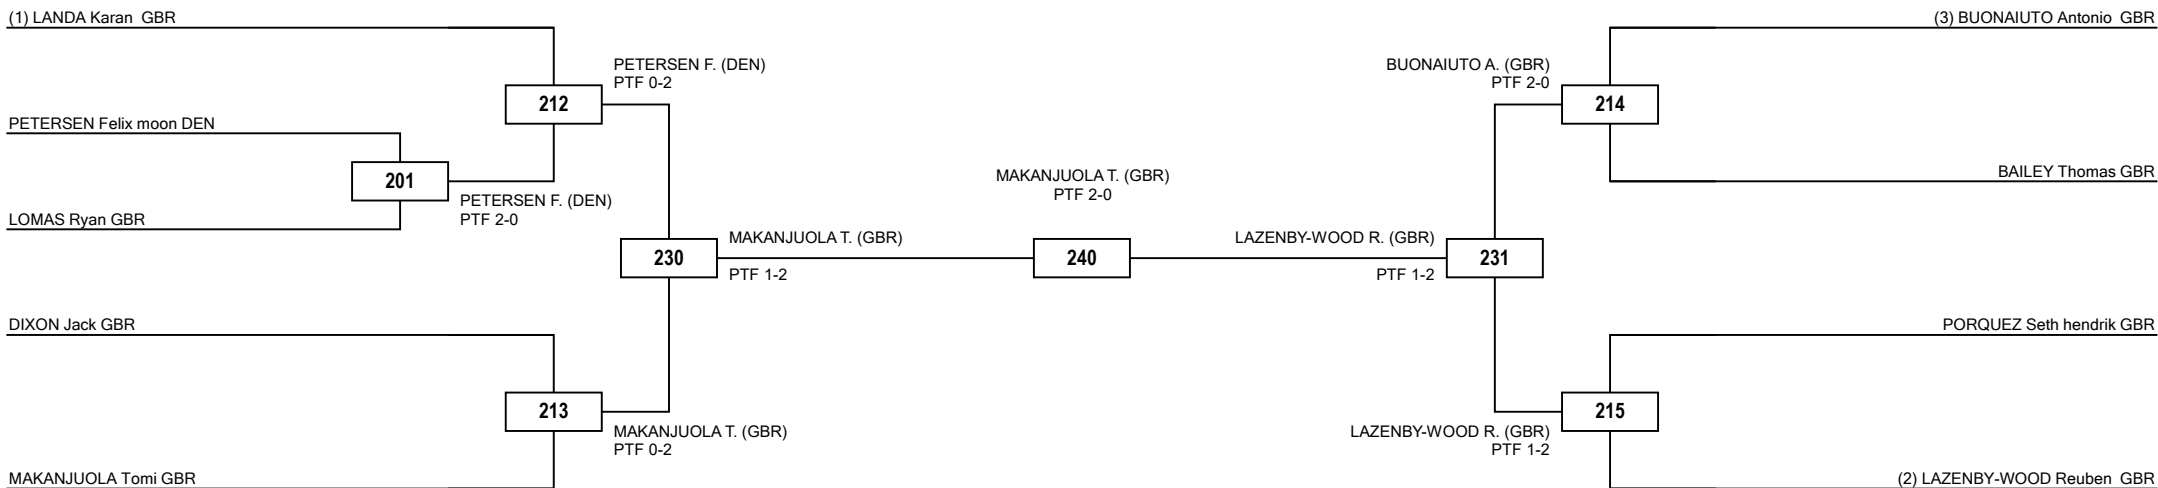 (1) LANDA Karan GBR
(3) BUONAIUTO Antonio GBR
PETERSEN F. (DEN)
PTF 0-2
BUONAIUTO A. (GBR)
PTF 2-0
212
214
PETERSEN Felix moon DEN
201
MAKANJUOLA T. (GBR)
PTF 2-0
BAILEY Thomas GBR
PETERSEN F. (DEN)
PTF 2-0
LOMAS Ryan GBR
MAKANJUOLA T. (GBR)
LAZENBY-WOOD R. (GBR)
230
240
231
PTF 1-2
PTF 1-2
DIXON Jack GBR
PORQUEZ Seth hendrik GBR
213
215
MAKANJUOLA T. (GBR)
PTF 0-2
LAZENBY-WOOD R. (GBR)
PTF 1-2
MAKANJUOLA Tomi GBR
(2) LAZENBY-WOOD Reuben GBR